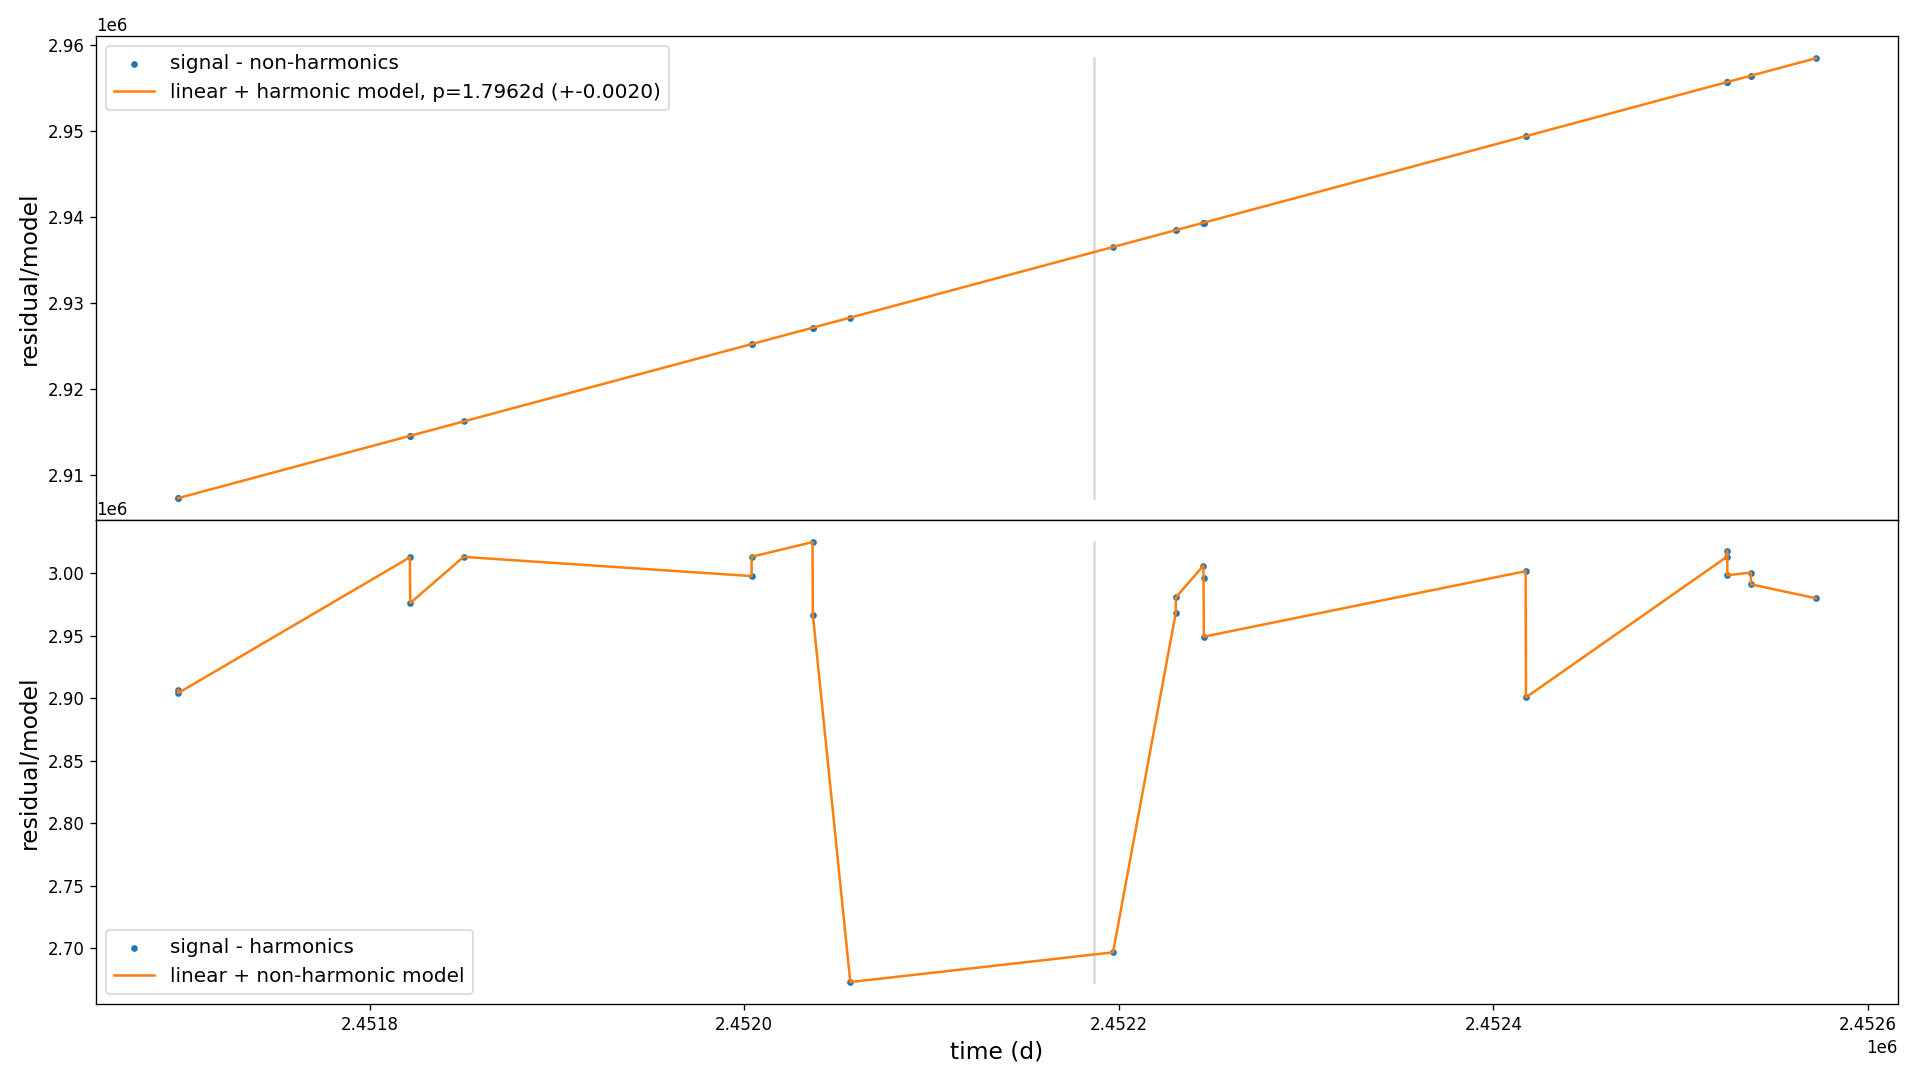 1e6
2.96
2.95
2.94
2.93
2.92
2.91
residual/model
signal - non-harmonics
linear + harmonic model, p=1.7962d (+-0.0020)
1e6
3.00
2.95
2.90
2.85
2.80
2.75
2.70
residual/model
signal - harmonics
linear + non-harmonic model
2.4518
2.4520
2.4522
2.4524
2.4526
time (d)
1e6